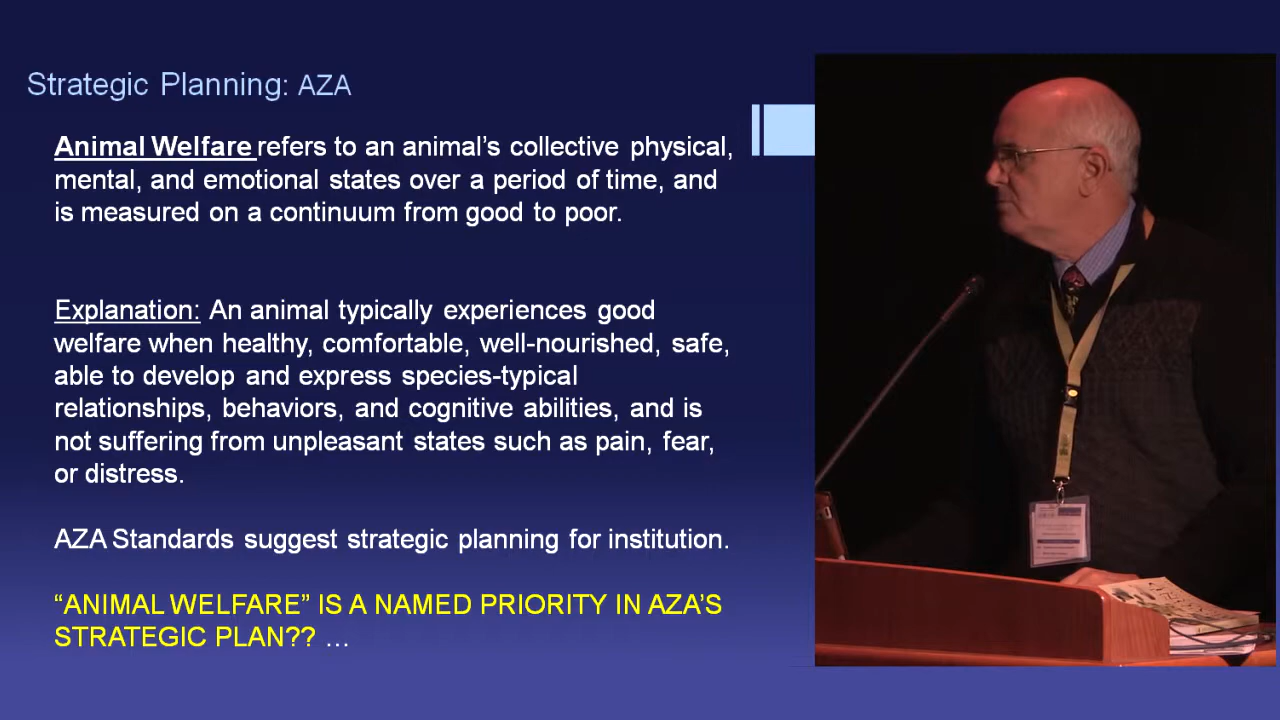 Strategic Planning: AZA
Animal Welfare refers to an animal’s collective physical,
mental, and emotional states over a period of time, and
is measured on a continuum from good to poor.
Explanation: An animal typically experiences good
welfare when healthy, comfortable, well-nourished, safe,
able to develop and express species-typical
relationships, behaviors, and cognitive abilities, and is
not suffering from unpleasant states such as pain, fear,
or distress.
AZA Standards suggest strategic planning for institution.
“ANIMAL WELFARE” IS A NAMED PRIORITY IN AZA’S
STRATEGIC PLAN?? …